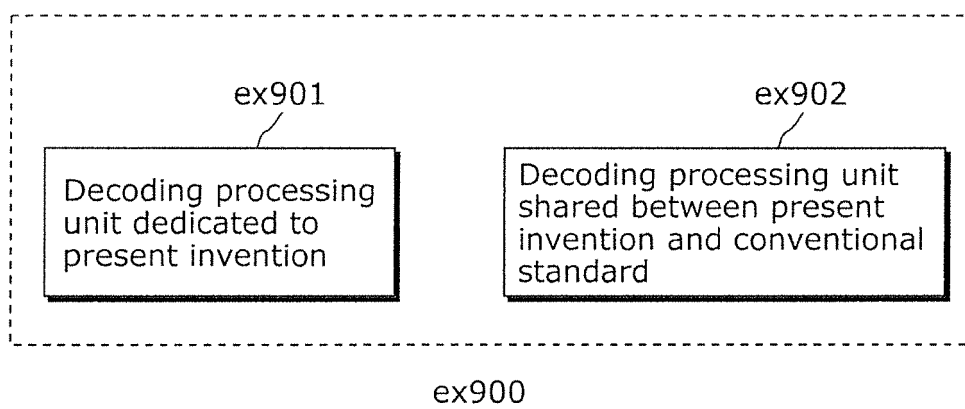 ex901
ex902
Decoding processing
unit dedicated to
present invention
Decoding processing unit
shared between present
invention and conventional
standard
ex900